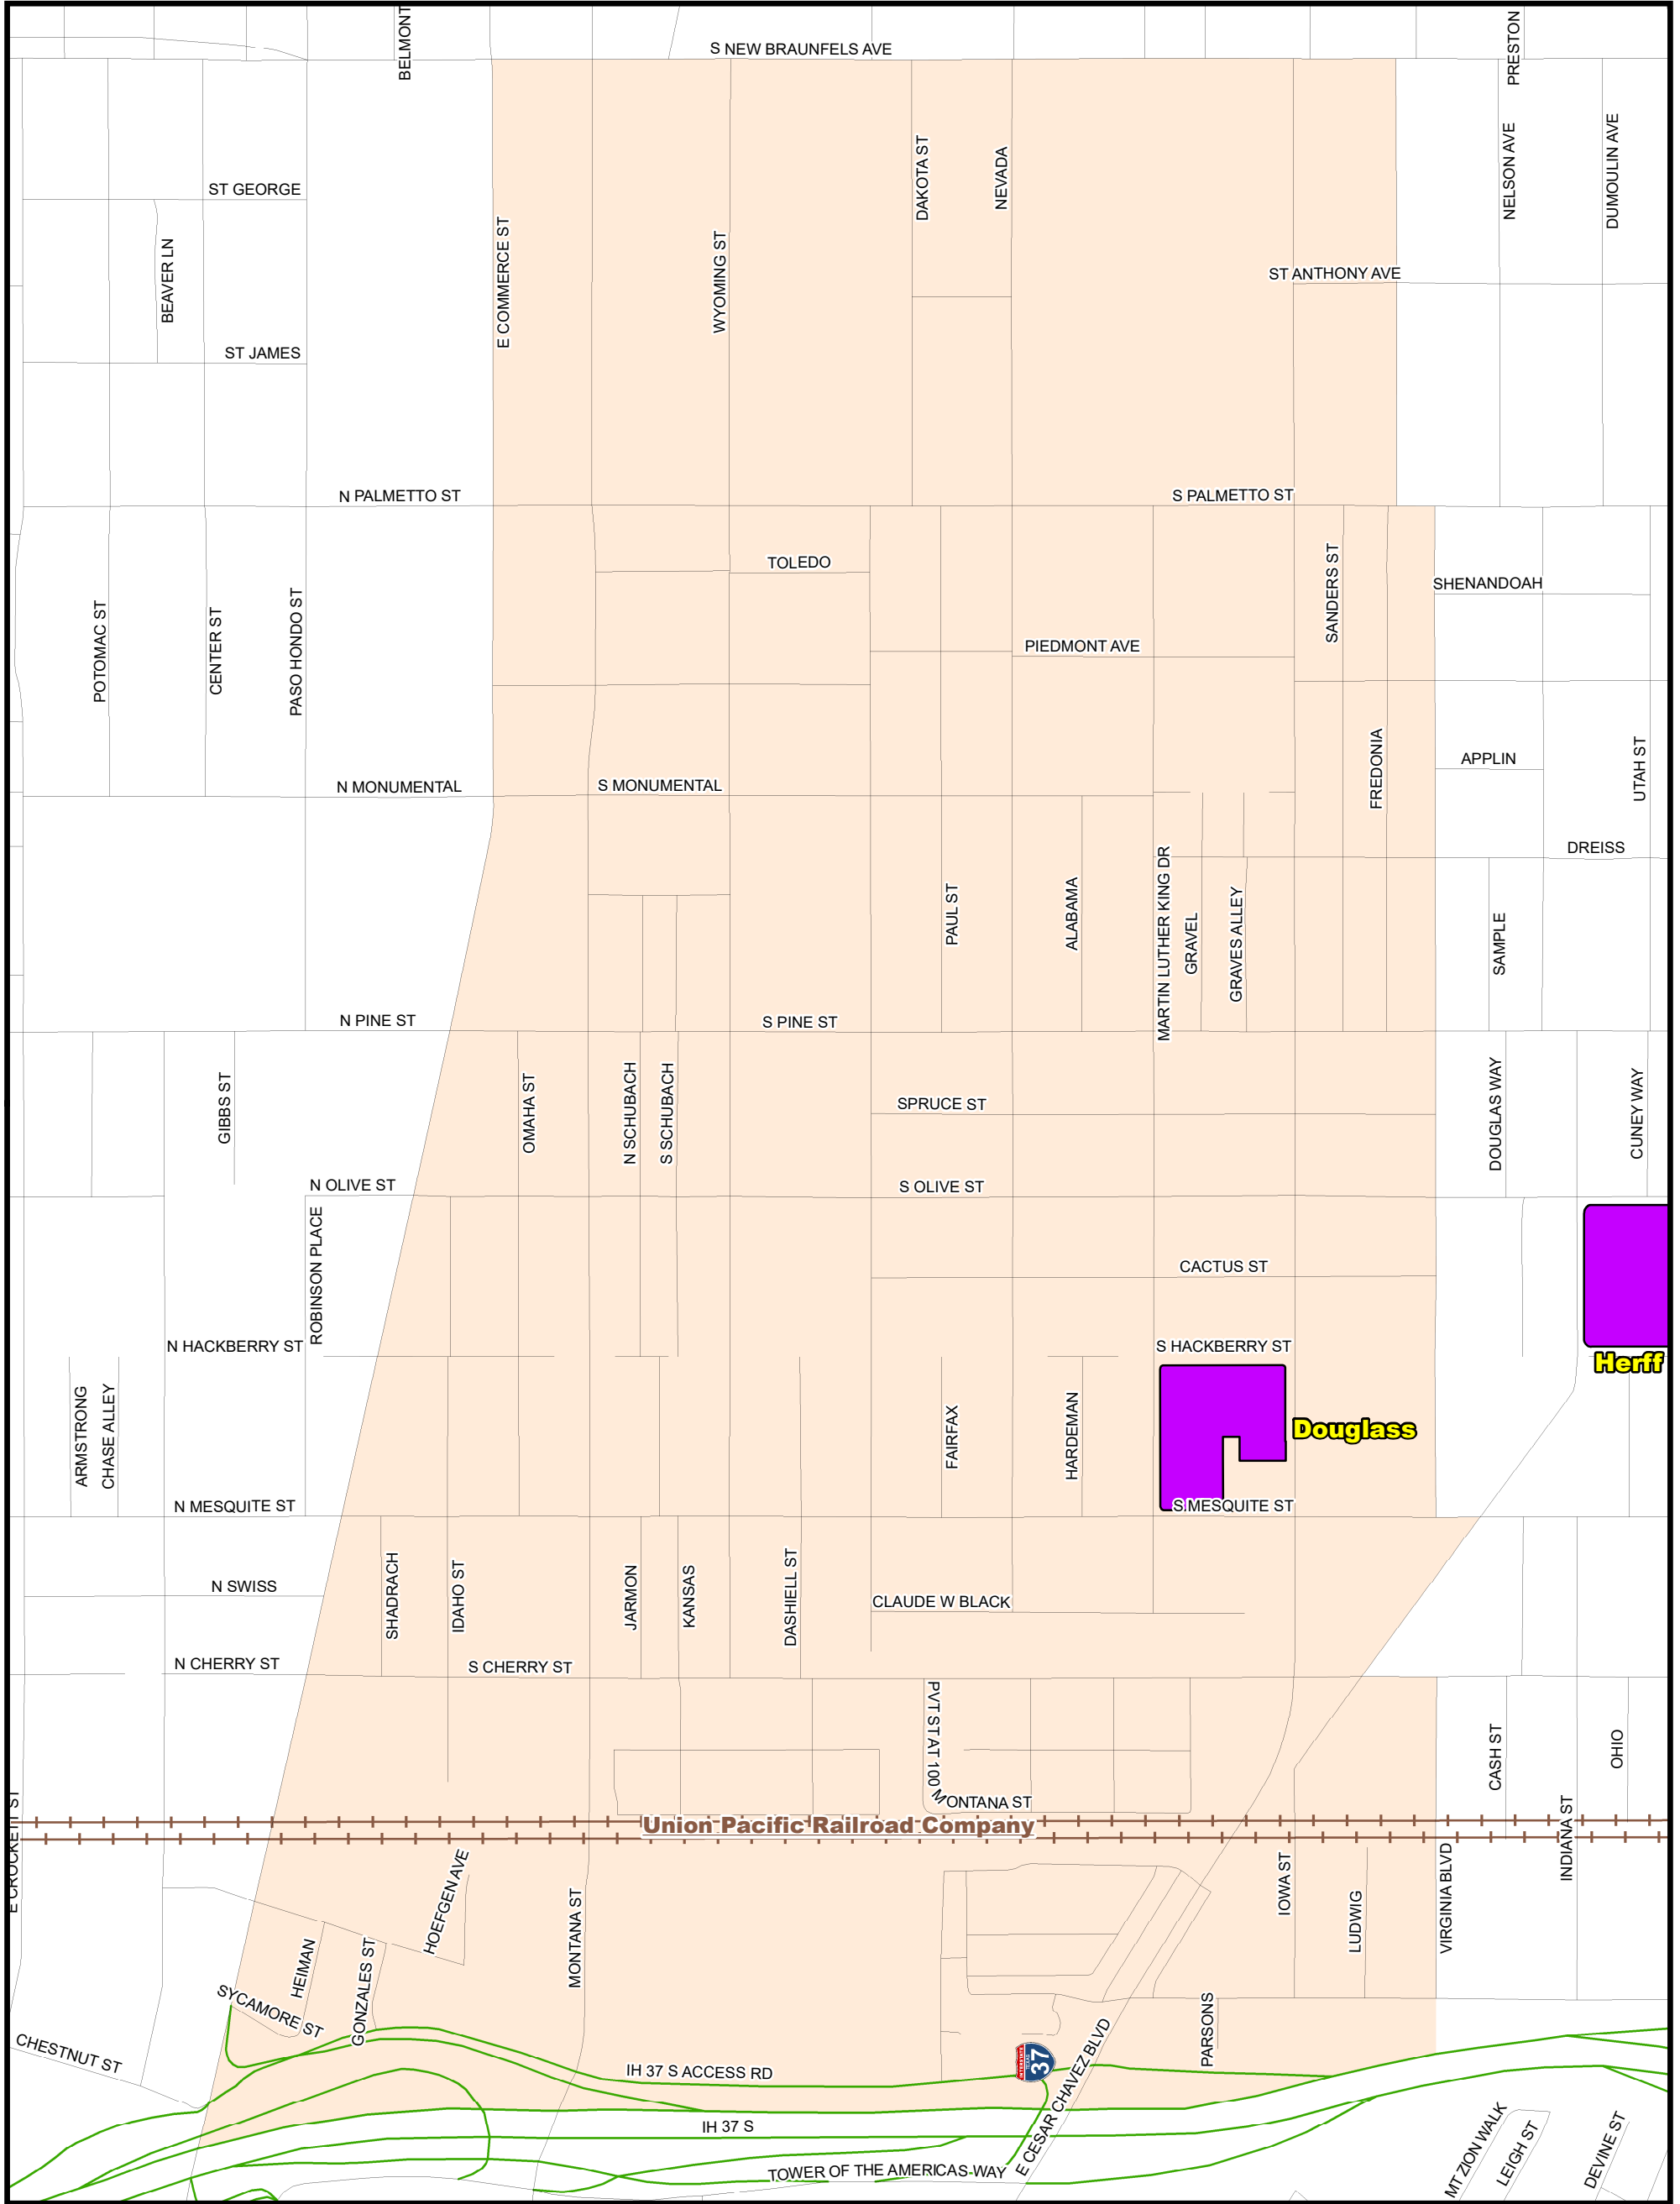 BELMONT
S NEW BRAUNFELS AVE
PRESTON
ST GEORGE
BEAVER LN
ST JAMES
E COMMERCE ST
WYOMING ST
DAKOTA ST
NEVADA
NELSON AVE
DUMOULIN AVE
ST ANTHONY AVE
N PALMETTO ST
S PALMETTO ST
TOLEDO
SANDERS ST
SHENANDOAH
POTOMAC ST
CENTER ST
PASO HONDO ST
PIEDMONT AVE
N MONUMENTAL
S MONUMENTAL
FREDONIA
APPLIN
UTAH ST
DREISS
PAUL ST
ALABAMA
MARTIN LUTHER KING DR
GRAVEL
GRAVES ALLEY
SAMPLE
N PINE ST
S PINE ST
GIBBS ST
OMAHA ST
N SCHUBACH
S SCHUBACH
SPRUCE ST
DOUGLAS WAY
CUNEY WAY
N OLIVE ST
S OLIVE ST
ROBINSON PLACE
CACTUS ST
N HACKBERRY ST
S HACKBERRY ST
Herff
ARMSTRONG
CHASE ALLEY
FAIRFAX
HARDEMAN
Douglass
N MESQUITE ST
S MESQUITE ST
N SWISS
SHADRACH
IDAHO ST
JARMON
KANSAS
DASHIELL ST
CLAUDE W BLACK
N CHERRY ST
S CHERRY ST
PVT ST AT 100 MONTANA ST
CASH ST
OHIO
E CROCKETT ST
Union Pacific Railroad Company
INDIANA ST
HOEFGEN AVE
MONTANA ST
IOWA ST
LUDWIG
VIRGINIA BLVD
HEIMAN
GONZALES ST
SYCAMORE ST
CHESTNUT ST
PARSONS
IH 37 S ACCESS RD
INTERSTATE
TEXAS
37
E CESAR CHAVEZ BLVD
IH 37 S
TOWER OF THE AMERICAS WAY
MT ZION WALK
LEIGH ST
DEVINE ST